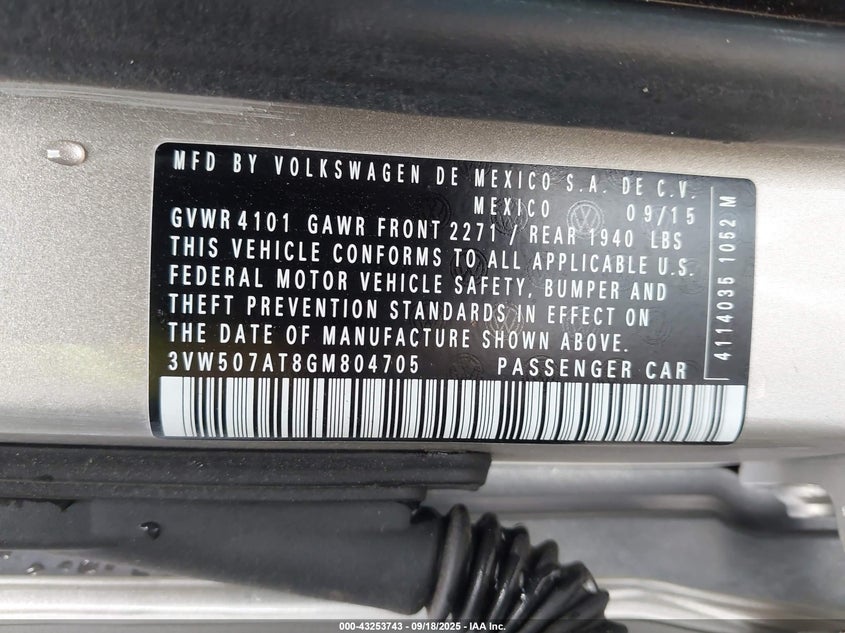 MFD BY VOLKSWAGEN DE MEXICO S.A. DE C.V.
MEXICO 09/15
GVWR 4101 GAWR FRONT 2271 / REAR 1940 LBS
THIS VEHICLE CONFORMS TO ALL APPLICABLE U.S.
FEDERAL MOTOR VEHICLE SAFETY, BUMPER AND
THEFT PREVENTION STANDARDS IN EFFECT ON
THE DATE OF MANUFACTURE SHOWN ABOVE.
3VW507AT8GM804705 PASSENGER CAR
4114035 1052 M
000-43253743 - 09/18/2025 - IAA Inc.